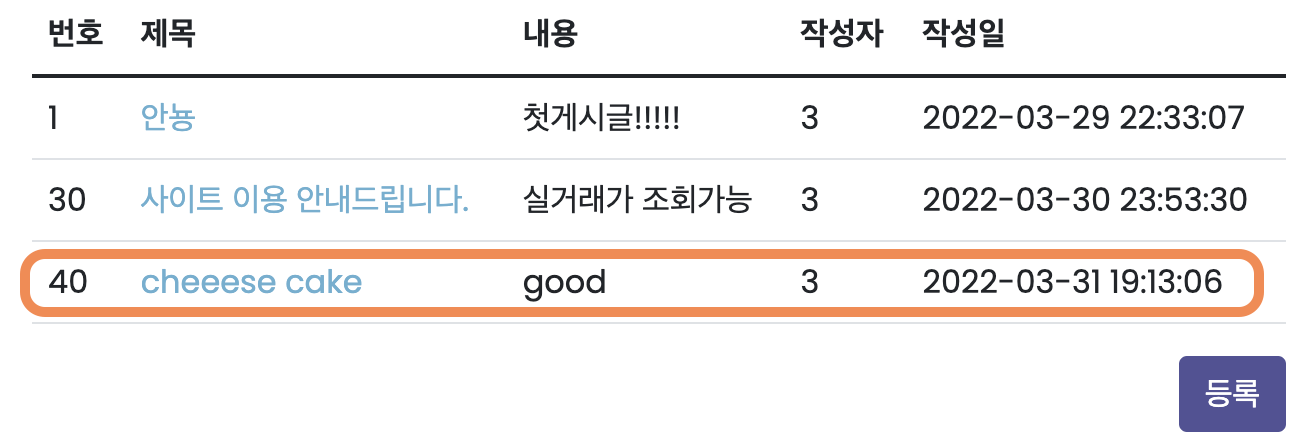 번호 제목 내용 작성자 작성일
1 안뇽 첫게시글!!!!! 3 2022-03-29 22:33:07
30 사이트 이용 안내드립니다. 실거래가 조회가능 3 2022-03-30 23:53:30
40 cheeese cake good 3 2022-03-31 19:13:06
등록